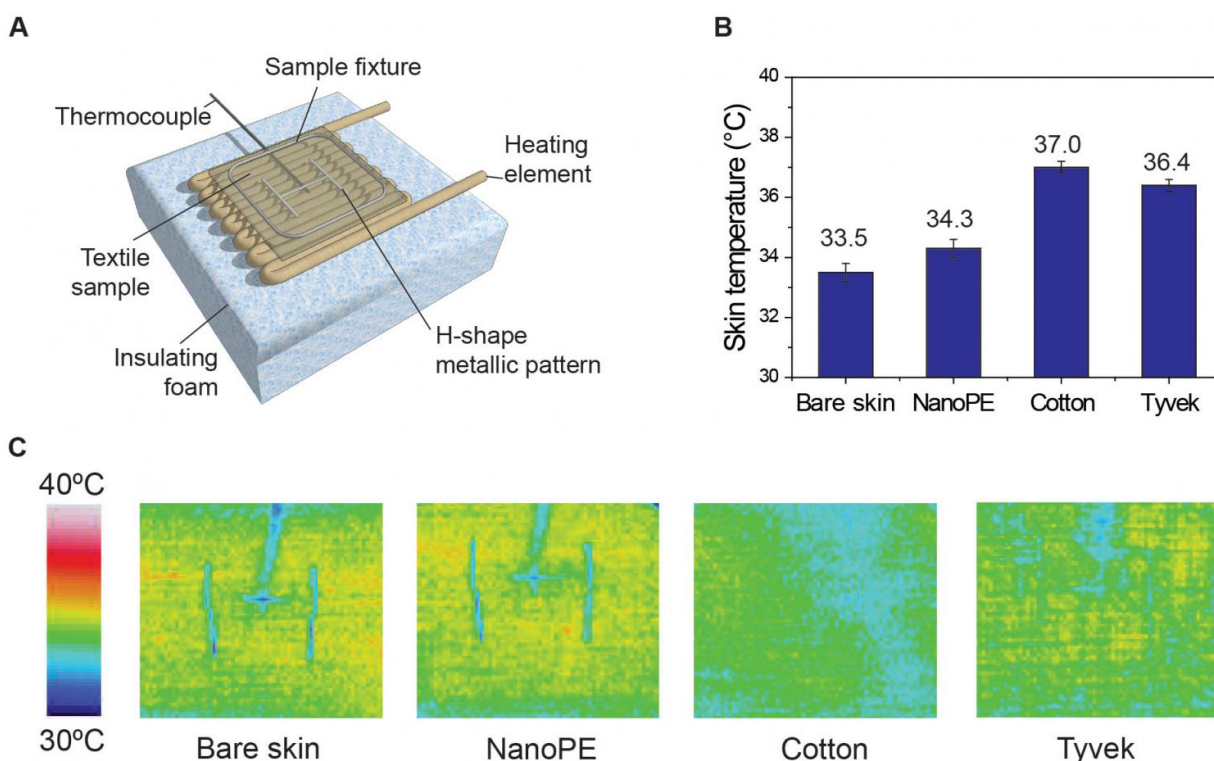 A
Sample fixture
Thermocouple
Heating
element
Textile
sample
Insulating
foam
H-shape
metallic pattern
B
Skin temperature (°C)
40
38
36
34
32
30
33.5
34.3
37.0
36.4
Bare skin
NanoPE
Cotton
Tyvek
C
40ºC
30ºC
Bare skin
NanoPE
Cotton
Tyvek